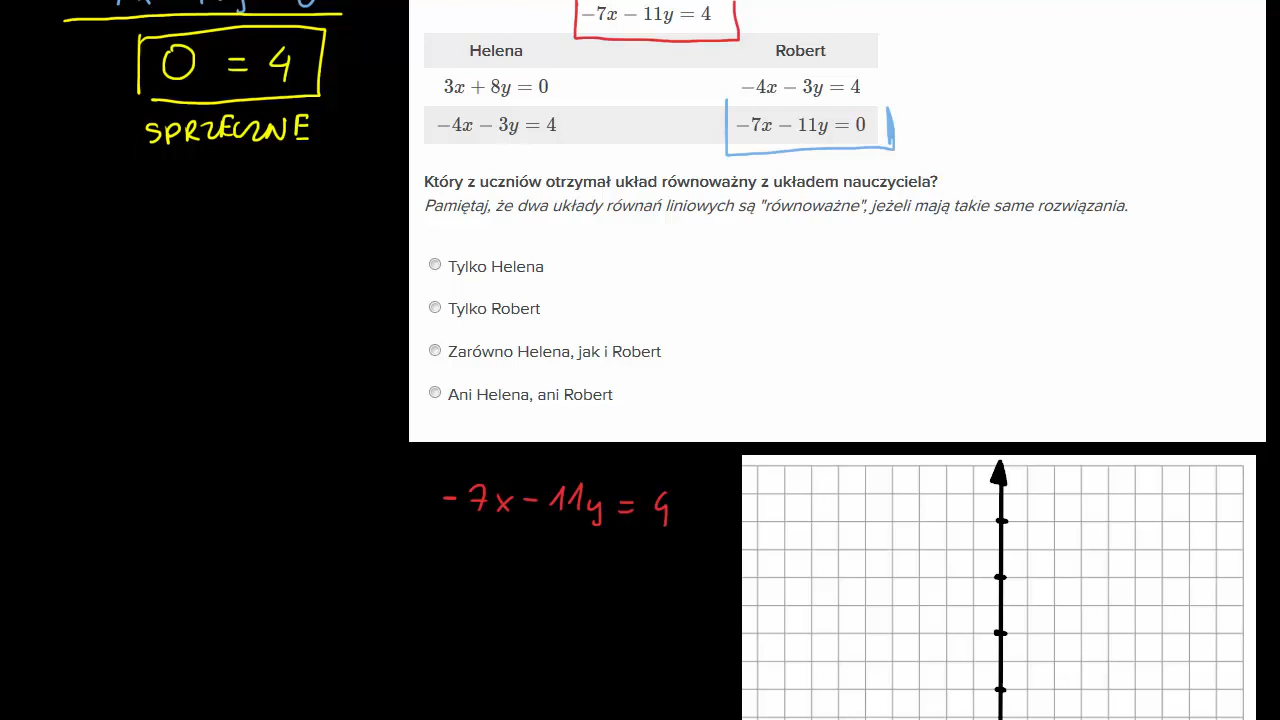 −7x − 11y = 4
0 = 4
SPRZECZNE
Helena Robert
3x + 8y = 0 −4x − 3y = 4
−4x − 3y = 4 −7x − 11y = 0
Który z uczniów otrzymał układ równoważny z układem nauczyciela?
Pamiętaj, że dwa układy równań liniowych są "równoważne", jeżeli mają takie same rozwiązania.
Tylko Helena
Tylko Robert
Zarówno Helena, jak i Robert
Ani Helena, ani Robert
-7x - 11y = 4